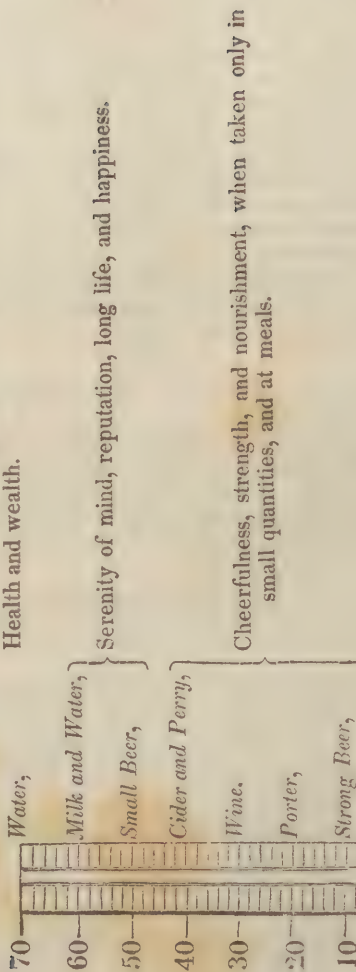 Health and wealth.
70 Water,
60 Milk and Water,
Serenity of mind, reputation, long life, and happiness.
50 Small Beer,
40 Cider and Perry,
30 Wine.
Cheerfulness, strength, and nourishment, when taken only in
small quantities, and at meals.
20 Porter,
10 Strong Beer,